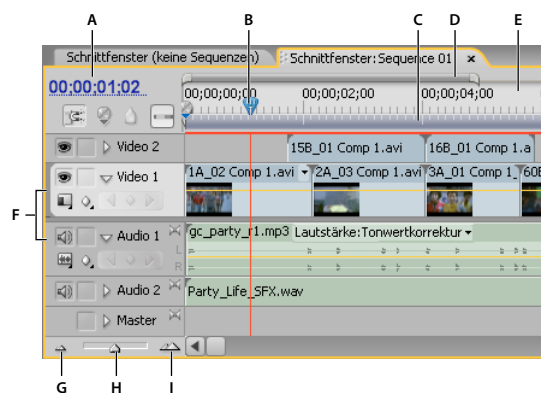 A B C D E
Schnittfenster (keine Sequenzen) Schnittfenster: Sequence 01 ×
00;00;01;02 00;00;00;00 00;00;02;00 00;00;04;00
Video 2 15B_01 Comp 1.avi 16B_01 Comp 1.a
Video 1 1A_02 Comp 1.avi 2A_03 Comp 1.avi 3A_01 Comp 1_ 60B
F
Audio 1 gc_party_r1.mp3 Lautstärke:Tonwertkorrektur
L
R
Audio 2 Party_Life_SFX.wav
Master
G H I